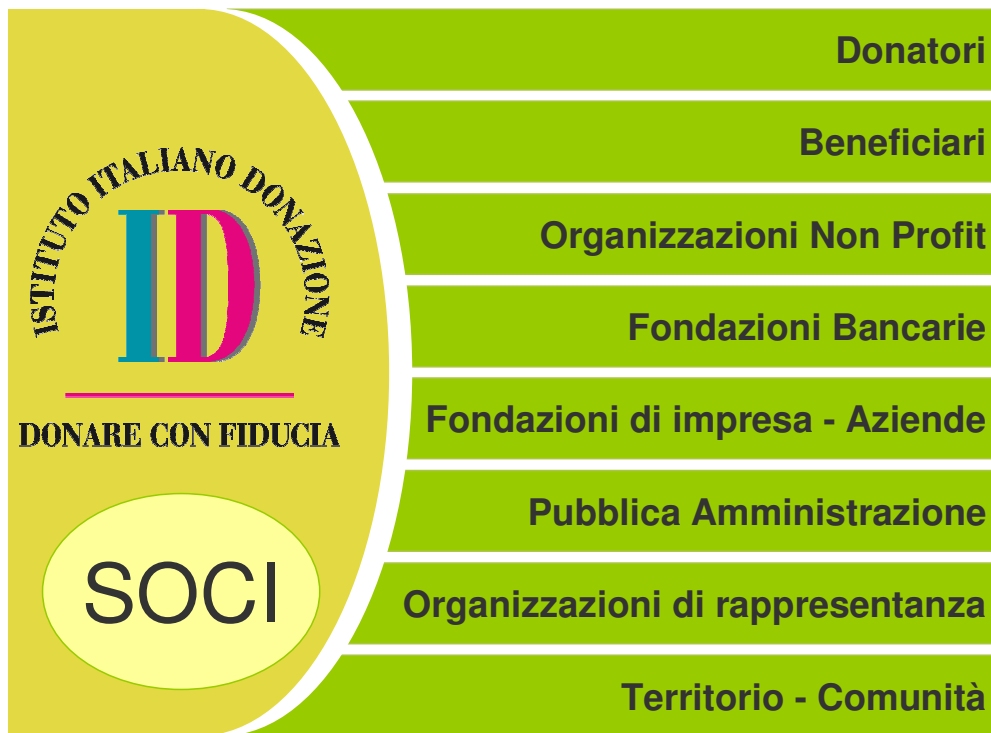 ISTITUTO ITALIANO DONAZIONE
IID
DONARE CON FIDUCIA
SOCI
Donatori
Beneficiari
Organizzazioni Non Profit
Fondazioni Bancarie
Fondazioni di impresa - Aziende
Pubblica Amministrazione
Organizzazioni di rappresentanza
Territorio - Comunità